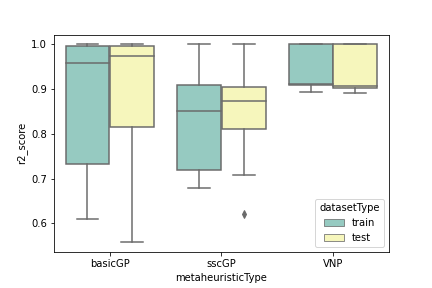 1.0
0.9
0.8
0.7
0.6
r2_score
basicGP
sscGP
VNP
metaheuristicType
datasetType
train
test